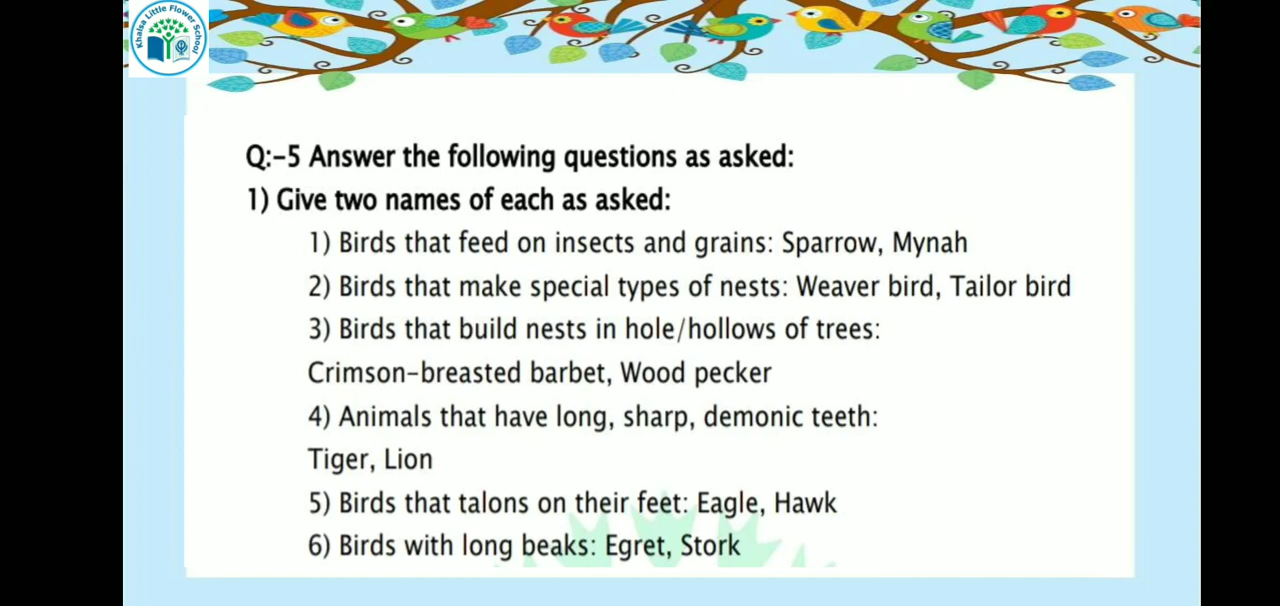 Khalsa Little Flower School
Q:-5 Answer the following questions as asked:
1) Give two names of each as asked:
1) Birds that feed on insects and grains: Sparrow, Mynah
2) Birds that make special types of nests: Weaver bird, Tailor bird
3) Birds that build nests in hole/hollows of trees:
Crimson-breasted barbet, Wood pecker
4) Animals that have long, sharp, demonic teeth:
Tiger, Lion
5) Birds that talons on their feet: Eagle, Hawk
6) Birds with long beaks: Egret, Stork